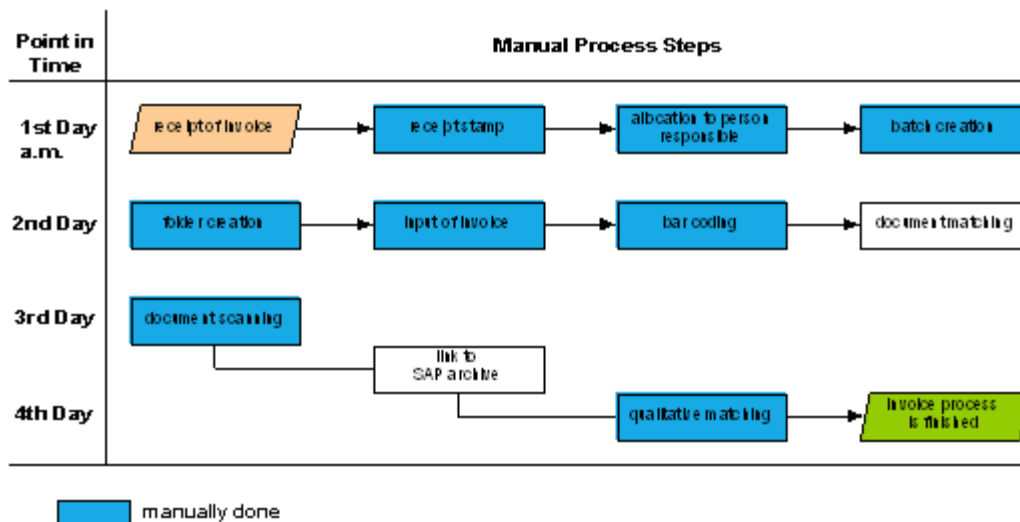 Point in
Time
Manual Process Steps
1st Day
a.m.
receipt of invoice
receipt stamp
allocation to person
responsible
batch creation
2nd Day
folder creation
input of invoice
bar coding
document matching
3rd Day
document scanning
link to
SAP archive
4th Day
qualitative matching
invoice process
is finished
manually done